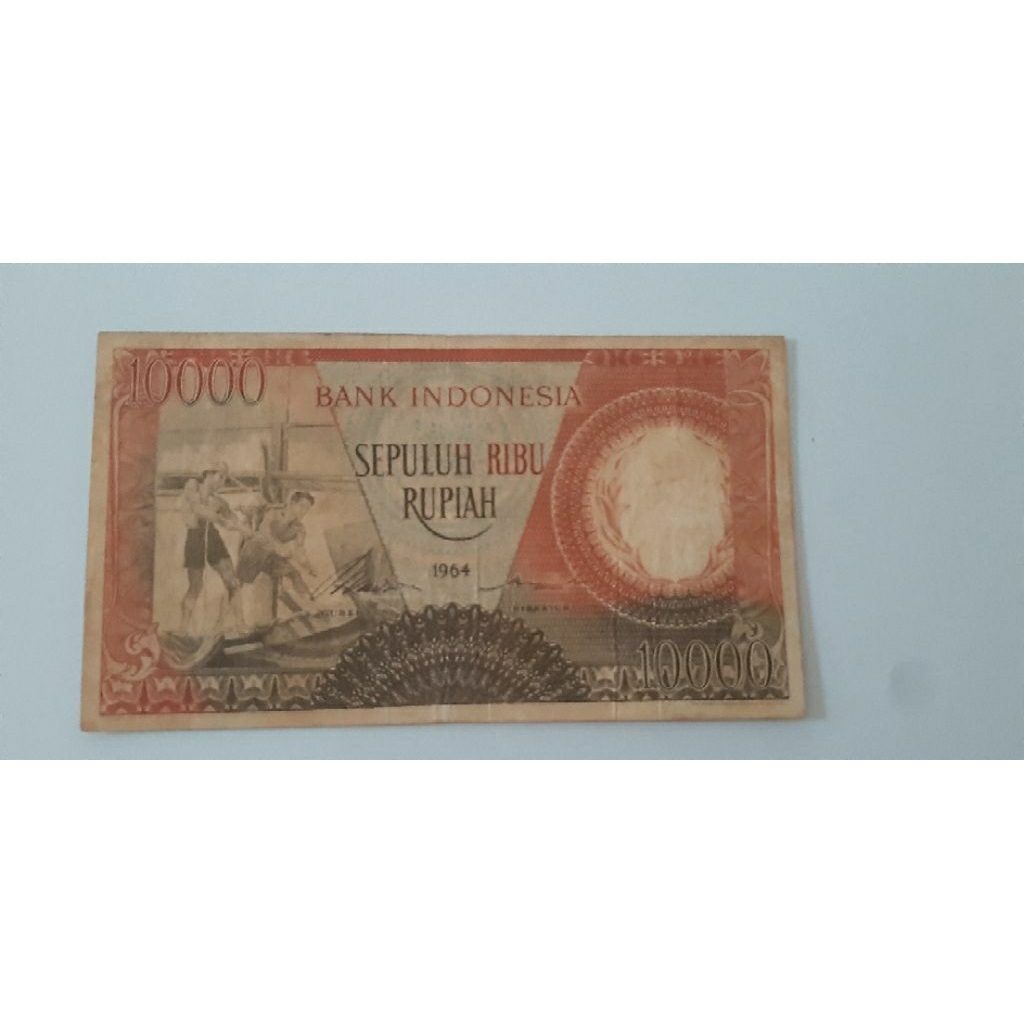 10000
BANK INDONESIA
SEPULUH RIBU
RUPIAH
1964
10000